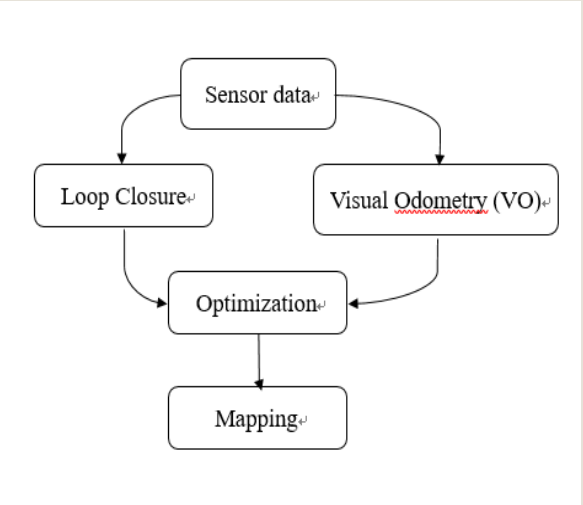 Sensor data
Loop Closure
Visual Odometry (VO)
Optimization
Mapping